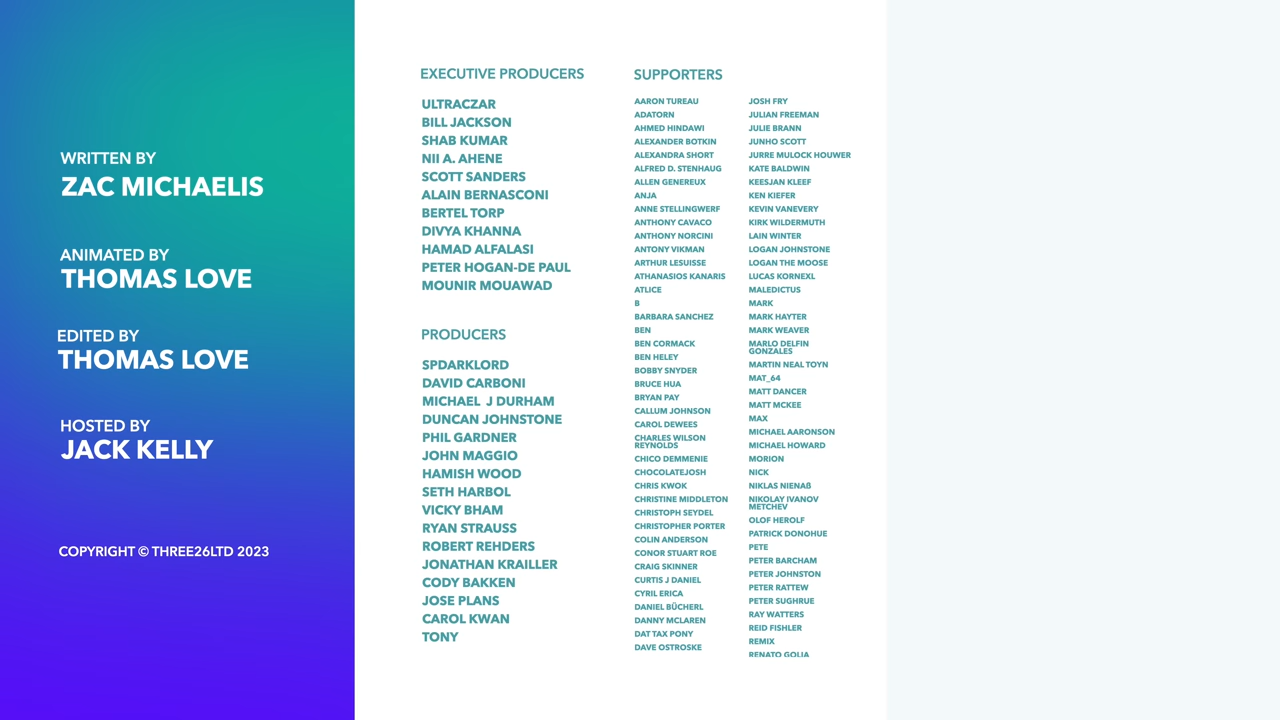 WRITTEN BY
ZAC MICHAELIS
ANIMATED BY
THOMAS LOVE
EDITED BY
THOMAS LOVE
HOSTED BY
JACK KELLY
COPYRIGHT © THREE26LTD 2023
EXECUTIVE PRODUCERS
ULTRACZAR
BILL JACKSON
SHAB KUMAR
NII A. AHENE
SCOTT SANDERS
ALAIN BERNASCONI
BERTEL TORP
DIVYA KHANNA
HAMAD ALFALASI
PETER HOGAN-DE PAUL
MOUNIR MOUAWAD
PRODUCERS
SPDARKLORD
DAVID CARBONI
MICHAEL  J DURHAM
DUNCAN JOHNSTONE
PHIL GARDNER
JOHN MAGGIO
HAMISH WOOD
SETH HARBOL
VICKY BHAM
RYAN STRAUSS
ROBERT REHDERS
JONATHAN KRAILLER
CODY BAKKEN
JOSE PLANS
CAROL KWAN
TONY
SUPPORTERS
AARON TUREAU
ADATORN
AHMED HINDAWI
ALEXANDER BOTKIN
ALEXANDRA SHORT
ALFRED D. STENHAUG
ALLEN GENEREUX
ANJA
ANNE STELLINGWERF
ANTHONY CAVACO
ANTHONY NORCINI
ANTONY VIKMAN
ARTHUR LESUISSE
ATHANASIOS KANARIS
ATLICE
B
BARBARA SANCHEZ
BEN
BEN CORMACK
BEN HELEY
BOBBY SNYDER
BRUCE HUA
BRYAN PAY
CALLUM JOHNSON
CAROL DEWEES
CHARLES WILSON
REYNOLDS
CHICO DEMMENIE
CHOCOLATEJOSH
CHRIS KWOK
CHRISTINE MIDDLETON
CHRISTOPH SEYDEL
CHRISTOPHER PORTER
COLIN ANDERSON
CONOR STUART ROE
CRAIG SKINNER
CURTIS J DANIEL
CYRIL ERICA
DANIEL BÜCHERL
DANNY MCLAREN
DAT TAX PONY
DAVE OSTROSKE
JOSH FRY
JULIAN FREEMAN
JULIE BRANN
JUNHO SCOTT
JURRE MULOCK HOUWER
KATE BALDWIN
KEESJAN KLEEF
KEN KIEFER
KEVIN VANEVERY
KIRK WILDERMUTH
LAIN WINTER
LOGAN JOHNSTONE
LOGAN THE MOOSE
LUCAS KORNEXL
MALEDICTUS
MARK
MARK HAYTER
MARK WEAVER
MARLO DELFIN
GONZALES
MARTIN NEAL TOYN
MAT_64
MATT DANCER
MATT MCKEE
MAX
MICHAEL AARONSON
MICHAEL HOWARD
MORION
NICK
NIKLAS NIENAß
NIKOLAY IVANOV
METCHEV
OLOF HEROLF
PATRICK DONOHUE
PETE
PETER BARCHAM
PETER JOHNSTON
PETER RATTEW
PETER SUGHRUE
RAY WATTERS
REID FISHLER
REMIX
RENATO GOLIA